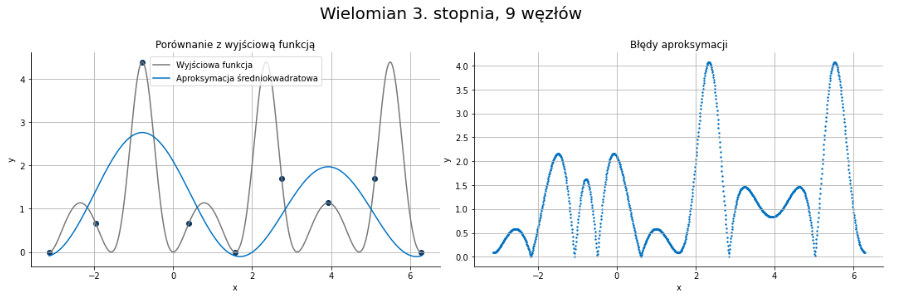 Wielomian 3. stopnia, 9 węzłów
Porównanie z wyjściową funkcją
Wyjściowa funkcja
Aproksymacja średniokwadratowa
y
4
3
2
1
0
−2
0
2
4
6
x
Błędy aproksymacji
y
4.0
3.5
3.0
2.5
2.0
1.5
1.0
0.5
0.0
−2
0
2
4
6
x